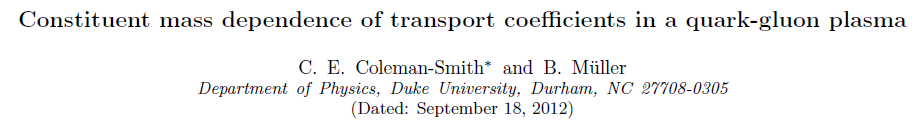 Constituent mass dependence of transport coefficients in a quark-gluon plasma
C. E. Coleman-Smith* and B. Müller
Department of Physics, Duke University, Durham, NC 27708-0305
(Dated: September 18, 2012)